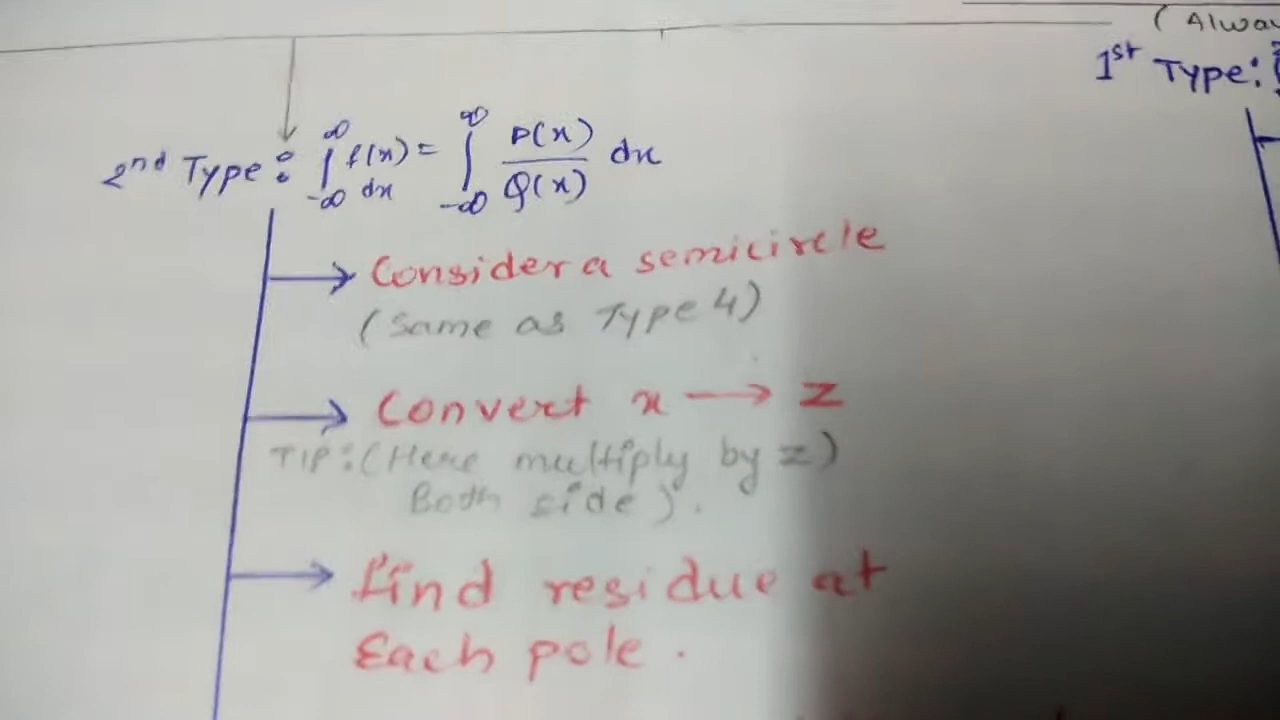 (Alwa
1st Type:
2nd Type: ∫_{-∞}^{∞} f(x) dx = ∫_{-∞}^{∞} P(x)/Q(x) dx
Consider a semicircle
(Same as Type 4)
Convert x → z
TIP:(Here multiply by z)
Both side).
find residue at
Each pole.